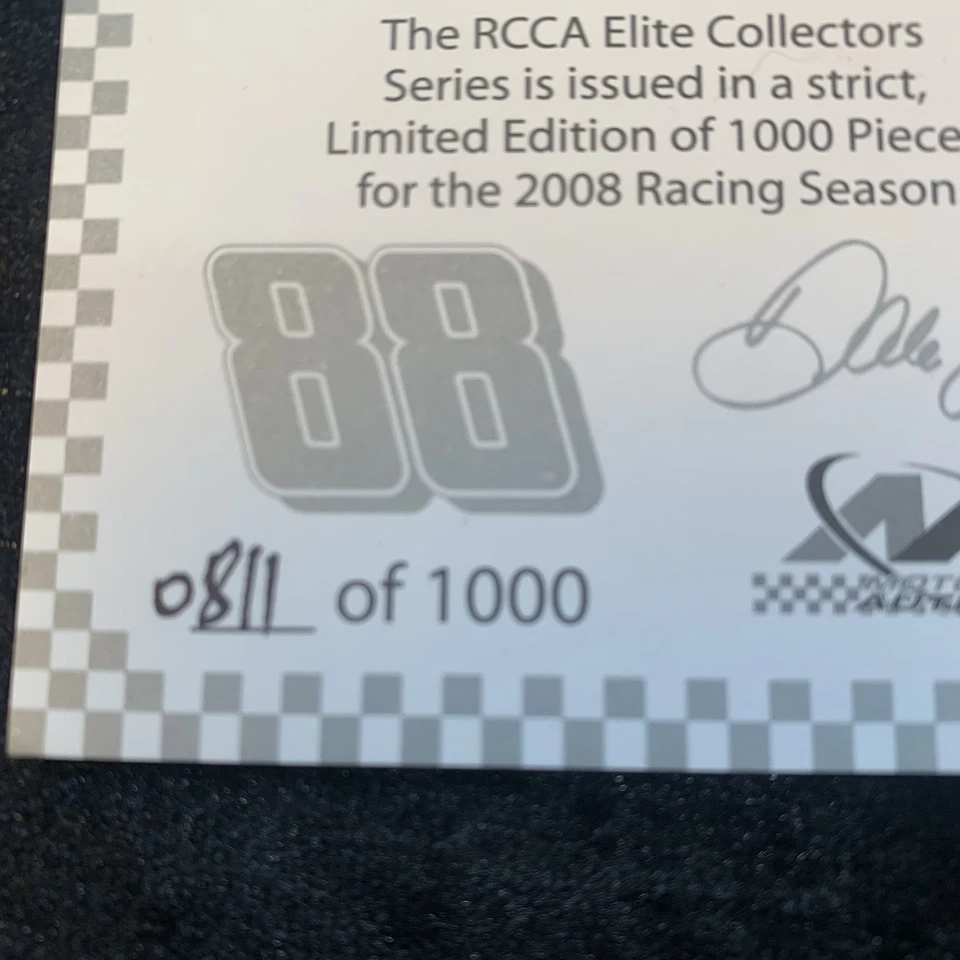 The RCCA Elite Collectors
Series is issued in a strict,
Limited Edition of 1000 Piece
for the 2008 Racing Season
88
Dale
0811 of 1000